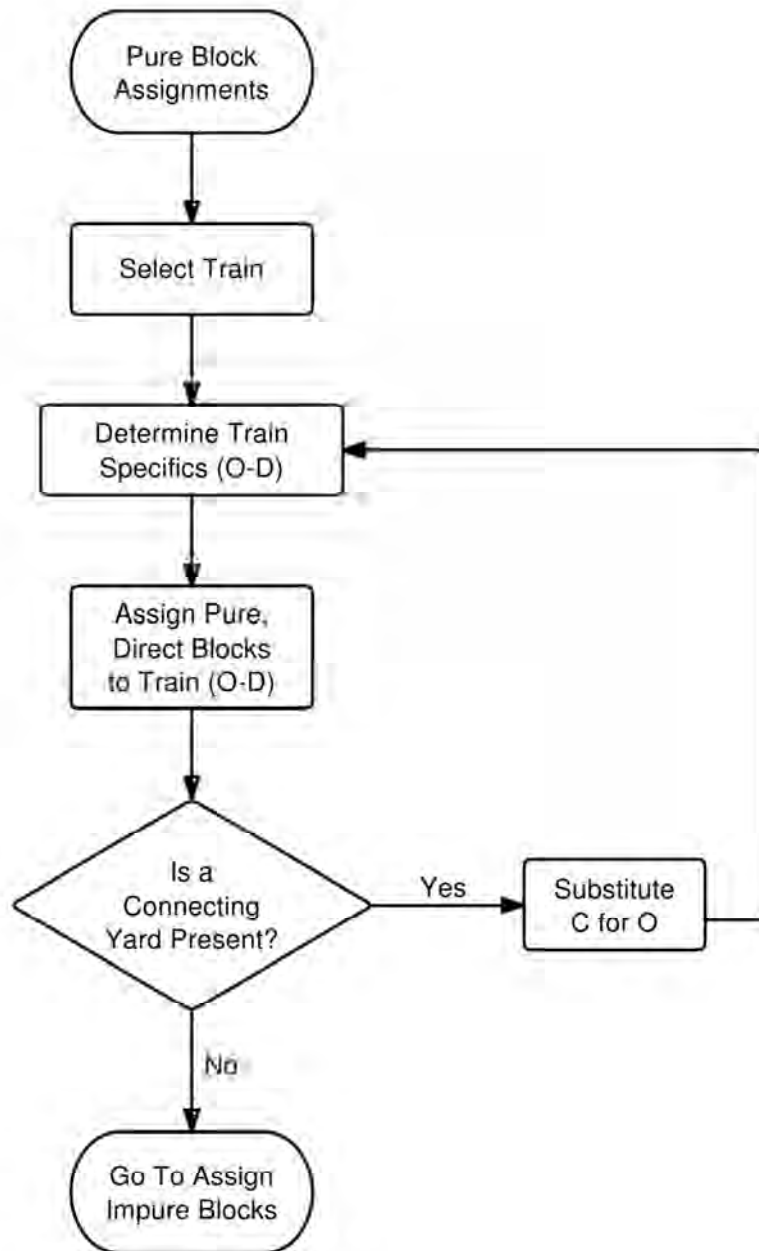 Pure Block
Assignments
Select Train
Determine Train
Specifics (O-D)
Assign Pure,
Direct Blocks
to Train (O-D)
Is a
Connecting
Yard Present?
Yes
Substitute
C for O
No
Go To Assign
Impure Blocks